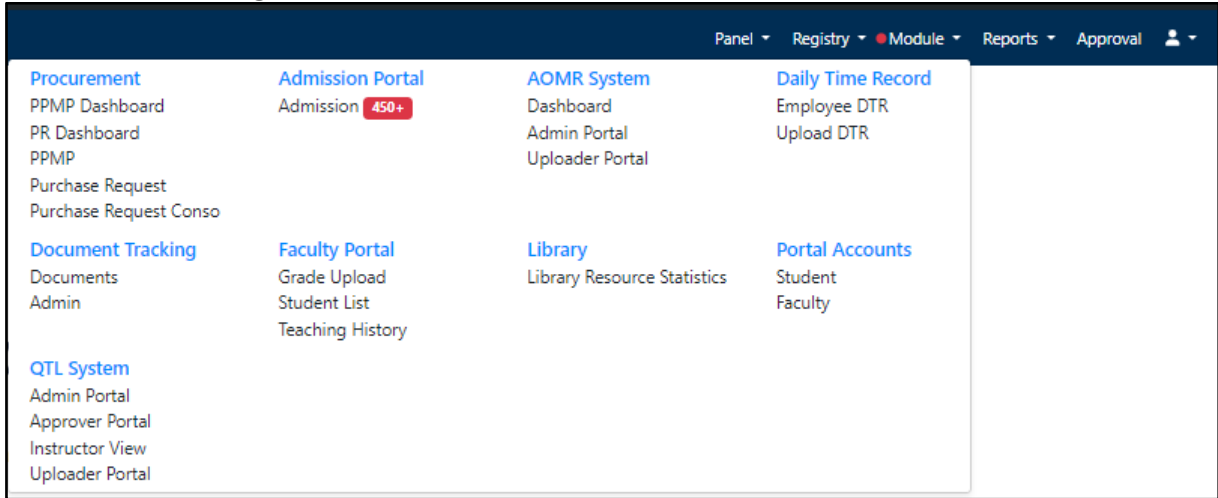 Panel Registry Module Reports Approval
Procurement
PPMP Dashboard
PR Dashboard
PPMP
Purchase Request
Purchase Request Conso
Admission Portal
Admission 450+
AOMR System
Dashboard
Admin Portal
Uploader Portal
Daily Time Record
Employee DTR
Upload DTR
Document Tracking
Documents
Admin
Faculty Portal
Grade Upload
Student List
Teaching History
Library
Library Resource Statistics
Portal Accounts
Student
Faculty
QTL System
Admin Portal
Approver Portal
Instructor View
Uploader Portal